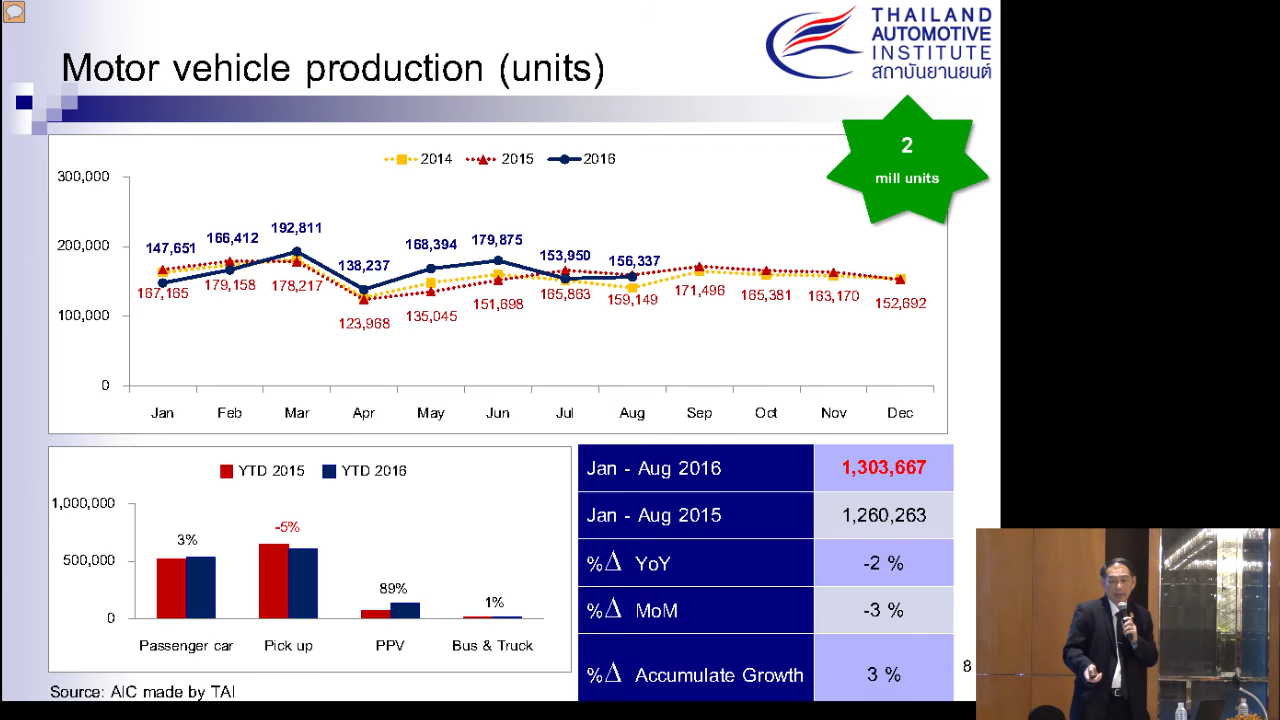 Motor vehicle production (units)
THAILAND
AUTOMOTIVE
INSTITUTE
สถาบันยานยนต์
2
mill units
2014 2015 2016
300,000
200,000
100,000
0
147,651 166,412 192,811 138,237 168,394 179,875 153,950 156,337
167,165 179,158 178,217 123,968 135,045 151,698 165,863 159,149 171,496 165,381 163,170 152,692
Jan Feb Mar Apr May Jun Jul Aug Sep Oct Nov Dec
YTD 2015 YTD 2016
1,000,000
500,000
0
3% -5% 89% 1%
Passenger car Pick up PPV Bus & Truck
Jan - Aug 2016 1,303,667
Jan - Aug 2015 1,260,263
%Δ YoY -2 %
%Δ MoM -3 %
%Δ Accumulate Growth 3 %
8
Source: AIC made by TAI